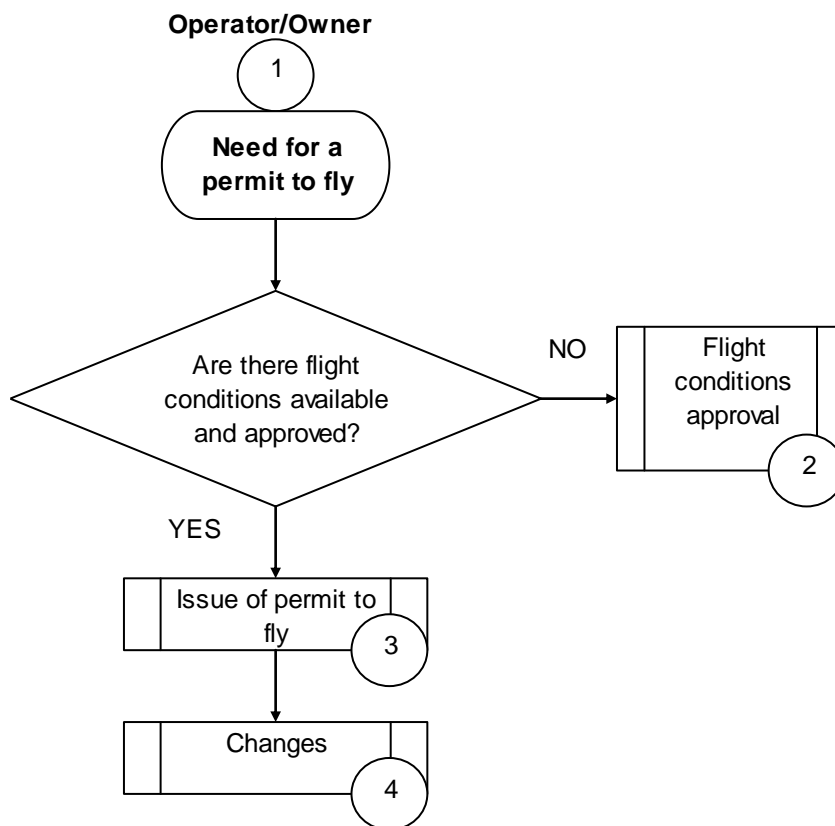 Operator/Owner
1
Need for a
permit to fly
Are there flight
conditions available
and approved?
NO
Flight
conditions
approval
2
YES
Issue of permit to
fly
3
Changes
4